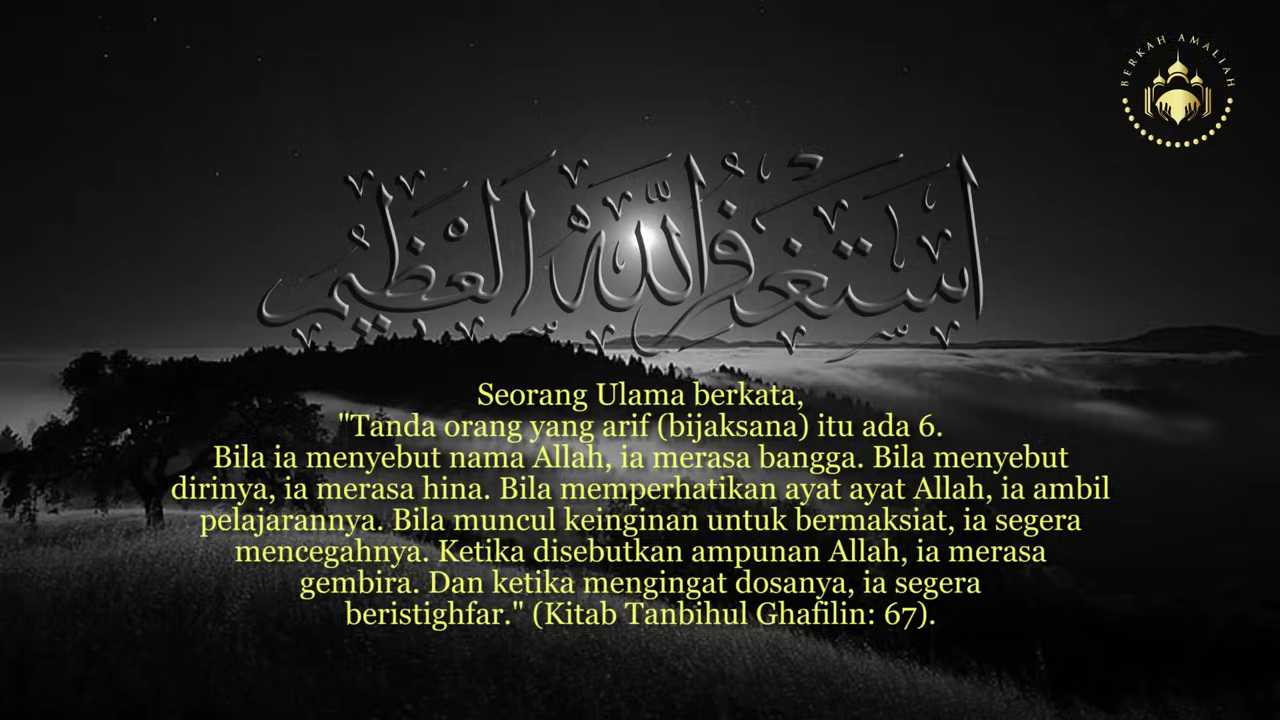 BERKAH AMALIAH
اَسْتَغْفِرُاللهَ الْعَظِيْمَ
Seorang Ulama berkata,
"Tanda orang yang arif (bijaksana) itu ada 6.
Bila ia menyebut nama Allah, ia merasa bangga. Bila menyebut
dirinya, ia merasa hina. Bila memperhatikan ayat ayat Allah, ia ambil
pelajarannya. Bila muncul keinginan untuk bermaksiat, ia segera
mencegahnya. Ketika disebutkan ampunan Allah, ia merasa
gembira. Dan ketika mengingat dosanya, ia segera
beristighfar." (Kitab Tanbihul Ghafilin: 67).